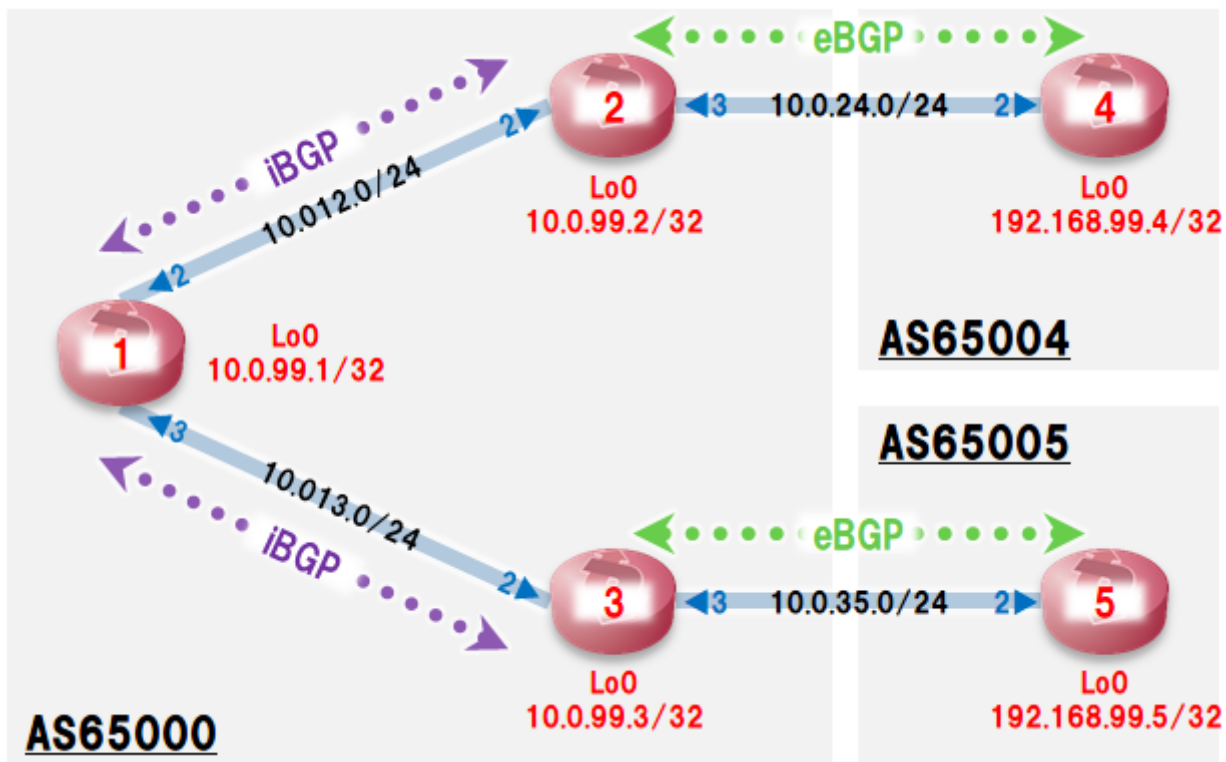 eBGP
2
3
10.0.24.0/24
2
4
2
Lo0
10.0.99.2/32
Lo0
192.168.99.4/32
iBGP
10.012.0/24
2
AS65004
1
Lo0
10.0.99.1/32
3
10.013.0/24
iBGP
2
AS65005
eBGP
3
3
10.0.35.0/24
2
5
Lo0
10.0.99.3/32
Lo0
192.168.99.5/32
AS65000